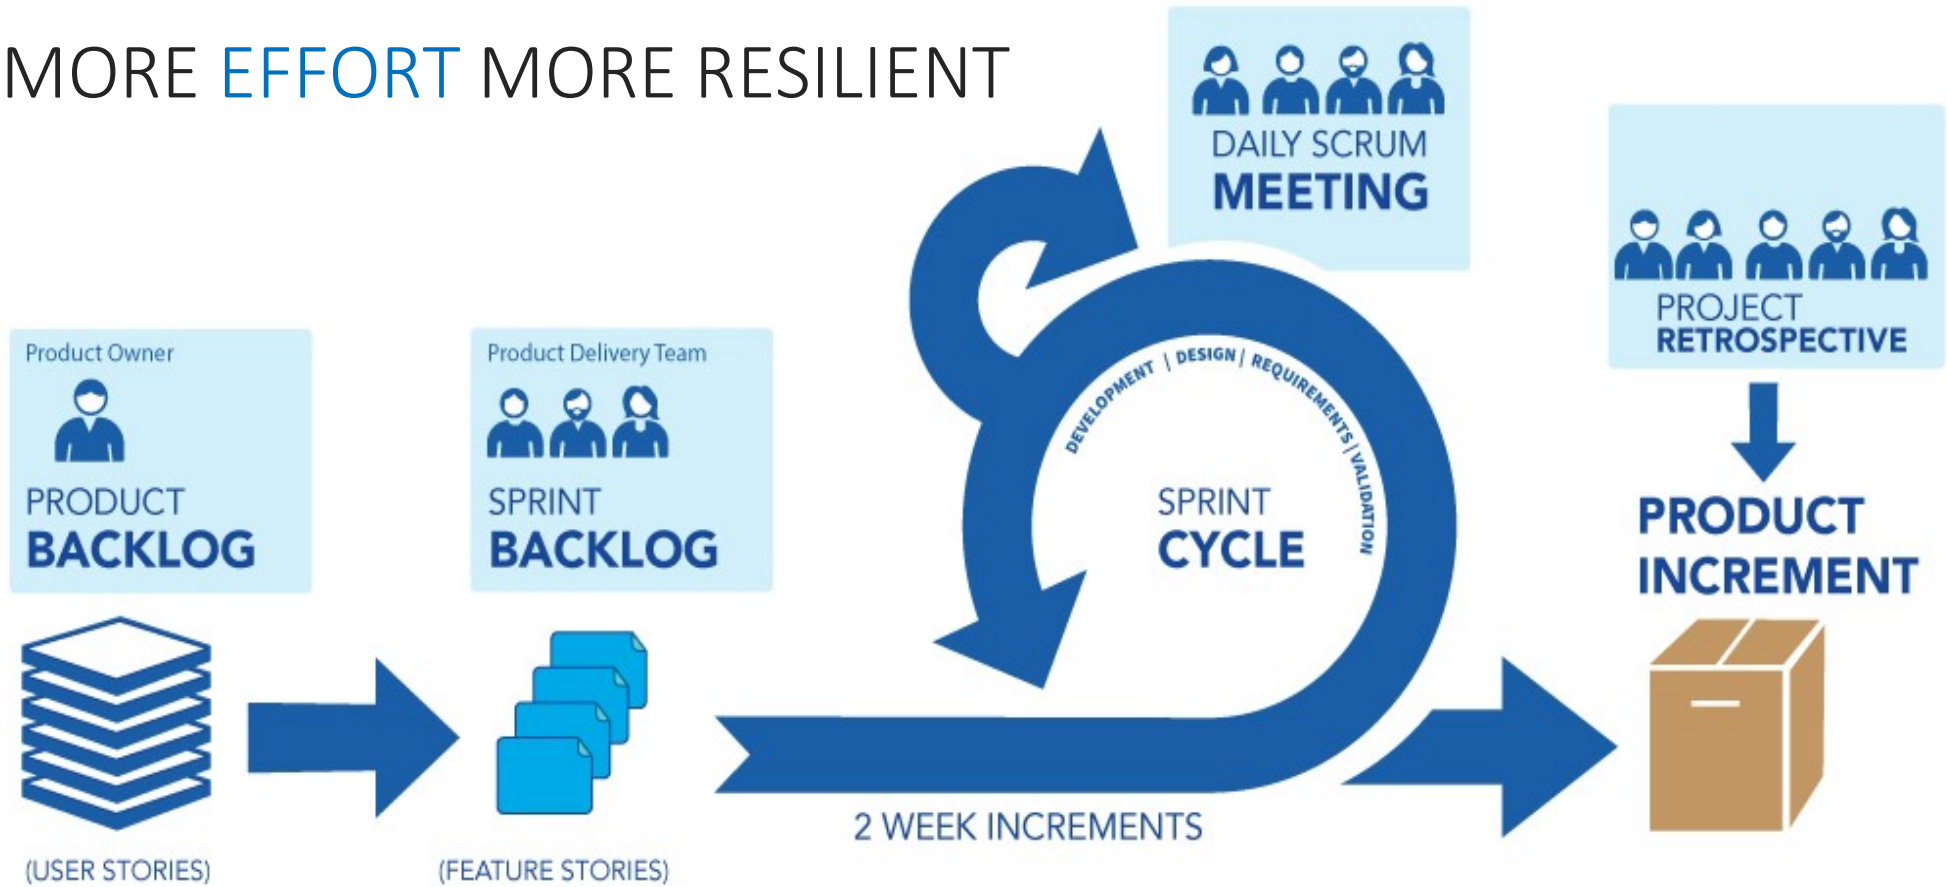 MORE EFFORT MORE RESILIENT
DAILY SCRUM
MEETING
PROJECT
RETROSPECTIVE
Product Owner
PRODUCT
BACKLOG
Product Delivery Team
SPRINT
BACKLOG
DEVELOPMENT | DESIGN | REQUIREMENTS | VALIDATION
SPRINT
CYCLE
PRODUCT
INCREMENT
2 WEEK INCREMENTS
(USER STORIES)
(FEATURE STORIES)